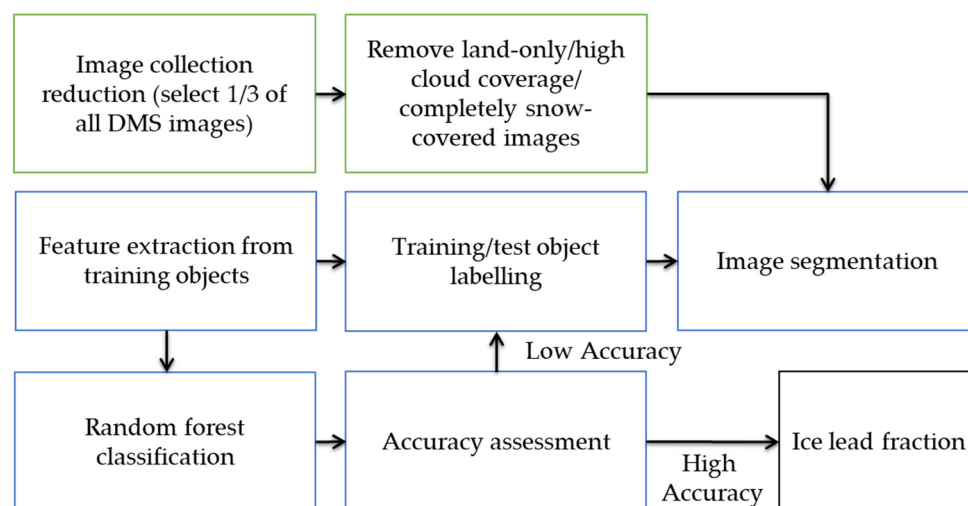 Image collection
reduction (select 1/3 of
all DMS images)
Remove land-only/high
cloud coverage/
completely snow-
covered images
Feature extraction from
training objects
Training/test object
labelling
Image segmentation
Low Accuracy
Random forest
classification
Accuracy assessment
High
Accuracy
Ice lead fraction